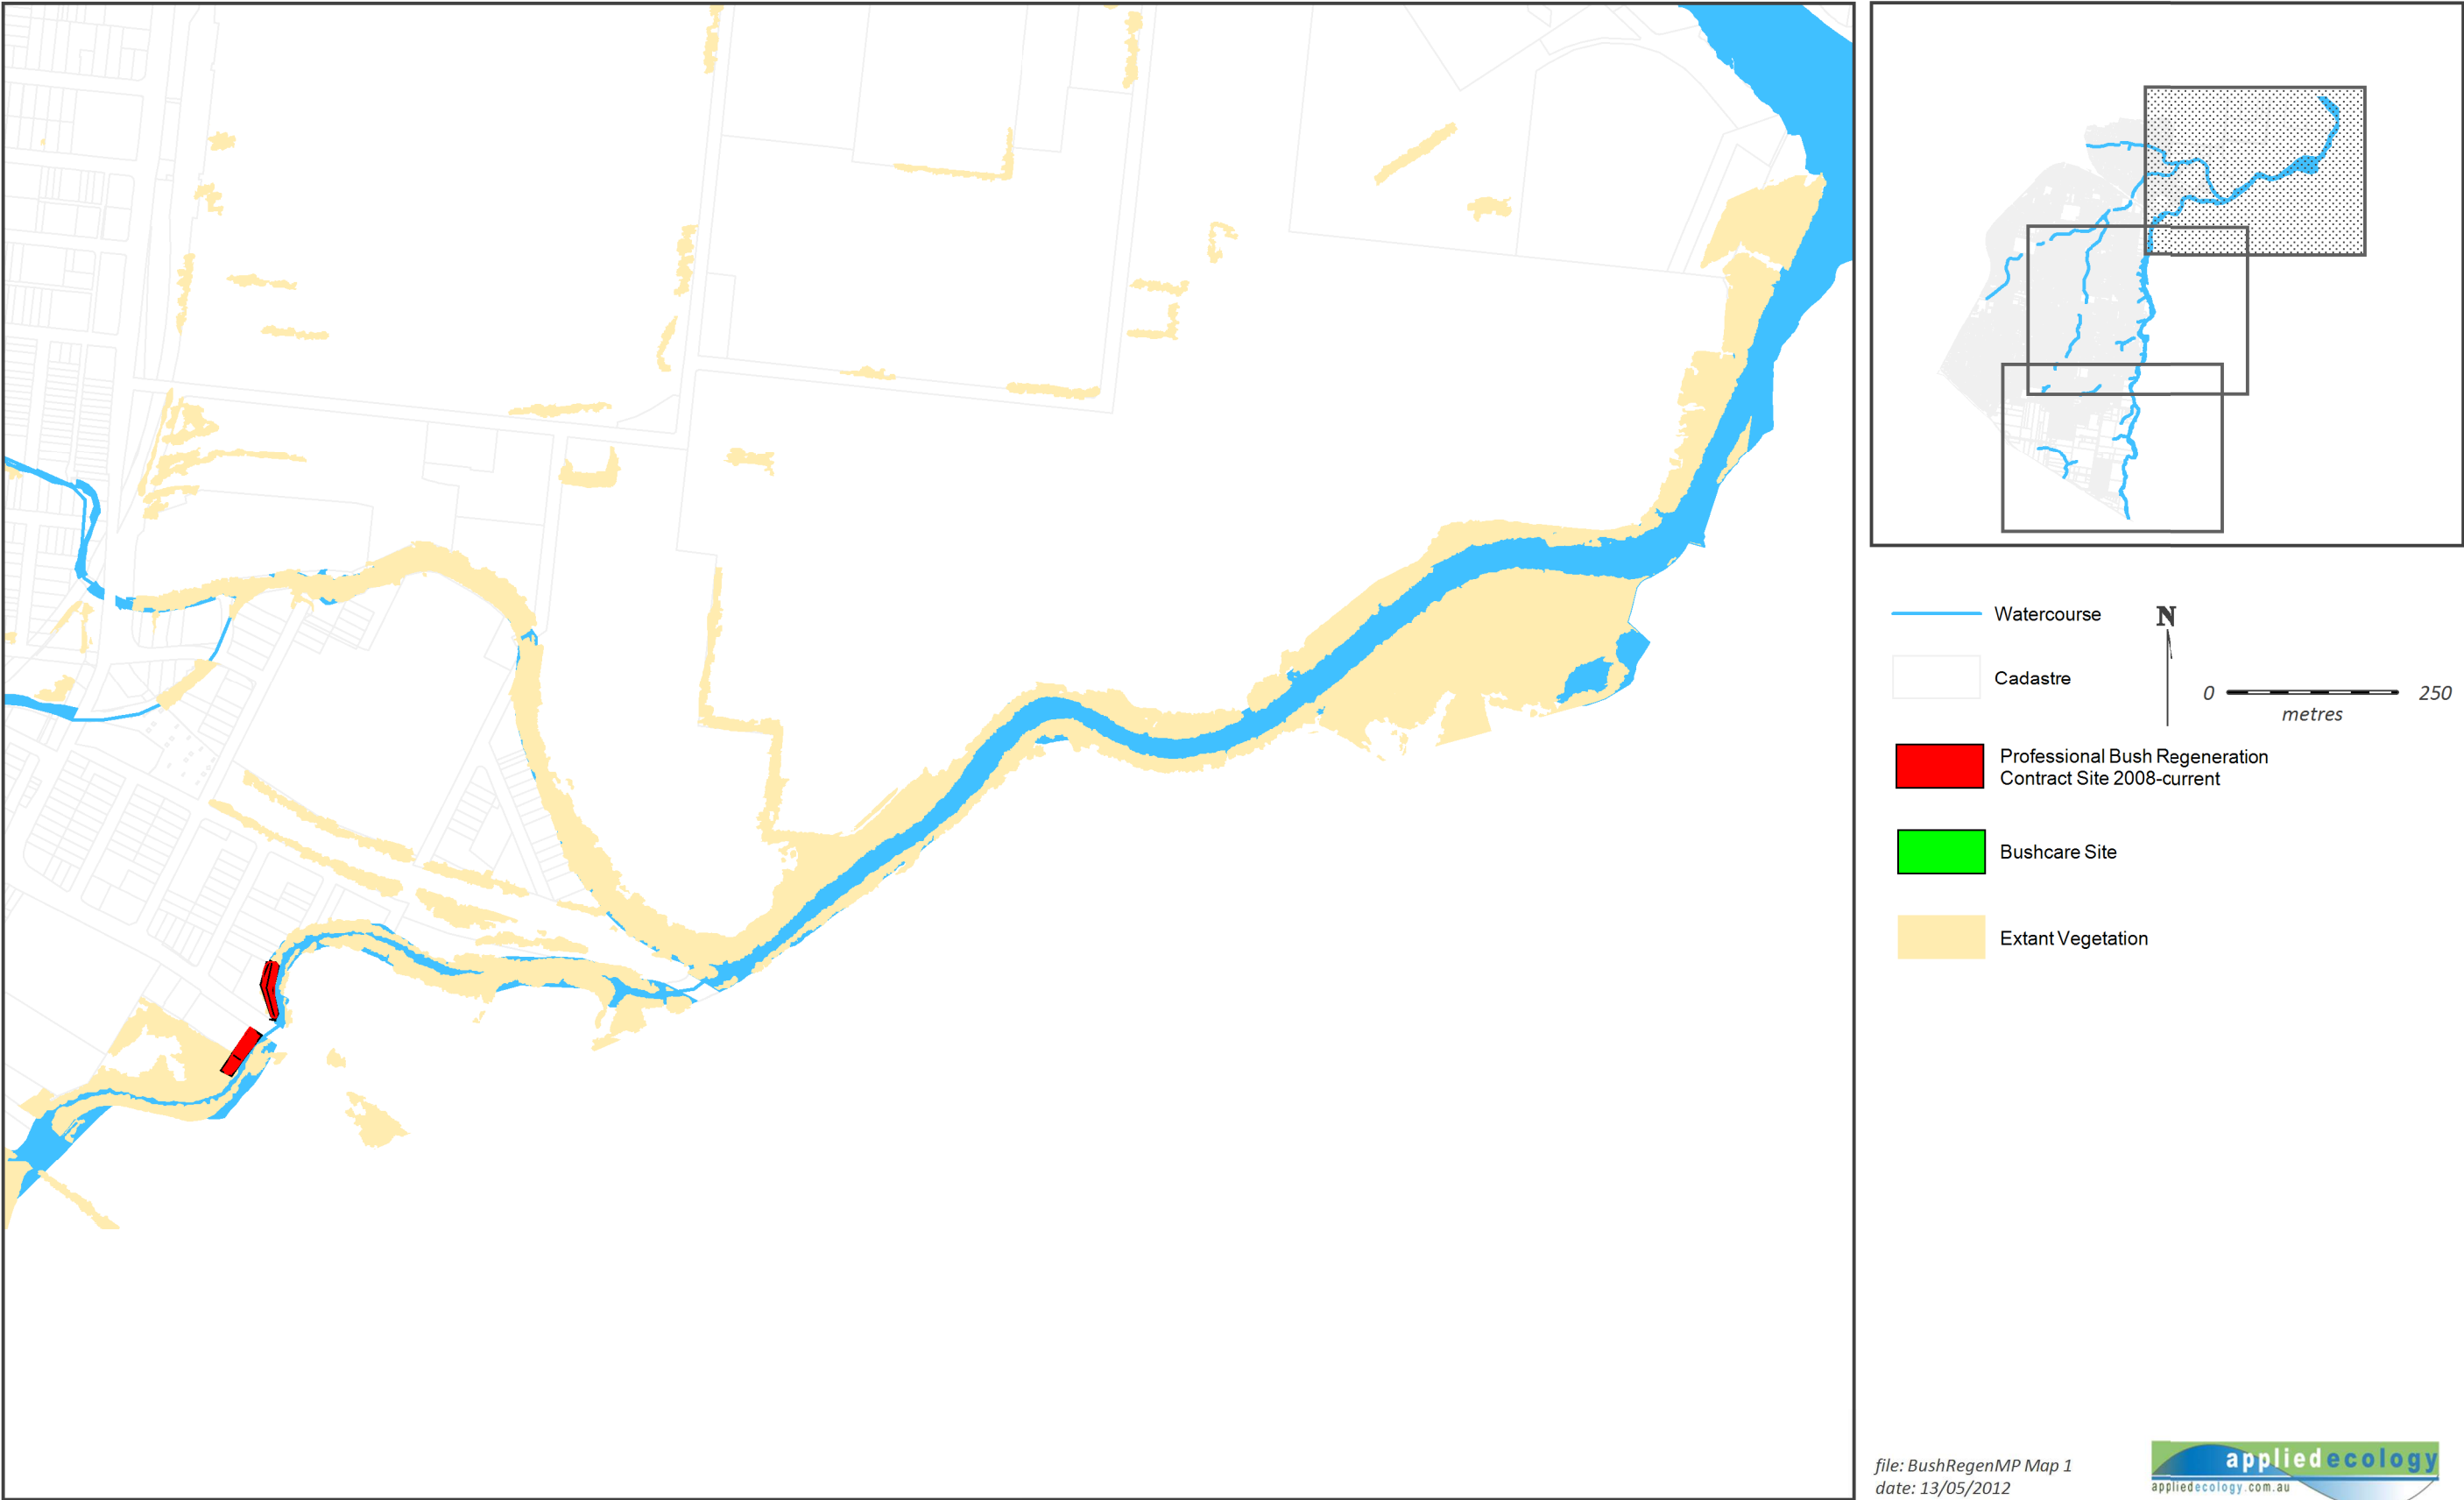 Watercourse
N
Cadastre
0 250
metres
Professional Bush Regeneration
Contract Site 2008-current
Bushcare Site
Extant Vegetation
file: BushRegenMP Map 1
date: 13/05/2012
appliedecology
appliedecology.com.au